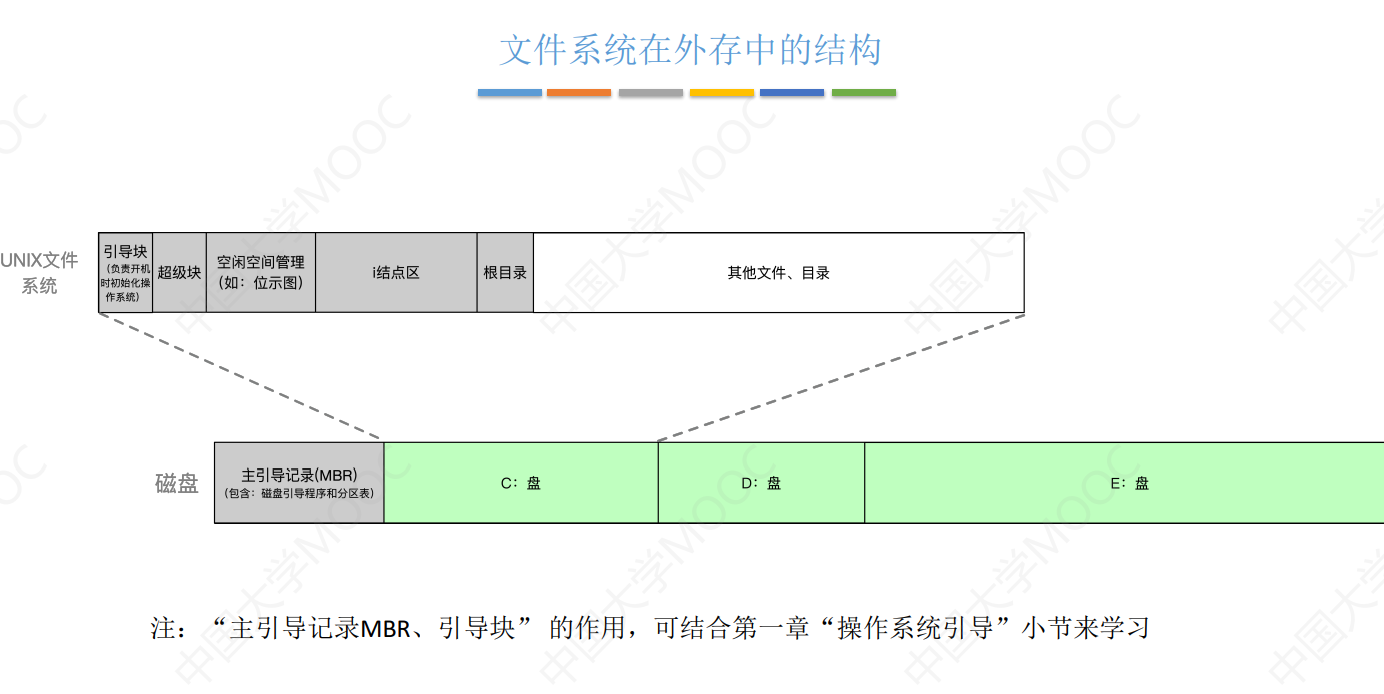 文件系统在外存中的结构
UNIX文件
系统
引导块
(负责开机
时初始化操
作系统)
超级块
空闲空间管理
(如：位示图)
i结点区
根目录
其他文件、目录
磁盘
主引导记录(MBR)
(包含：磁盘引导程序和分区表)
C：盘
D：盘
E：盘
注：“主引导记录MBR、引导块” 的作用，可结合第一章“操作系统引导”小节来学习
中国大学MOOC